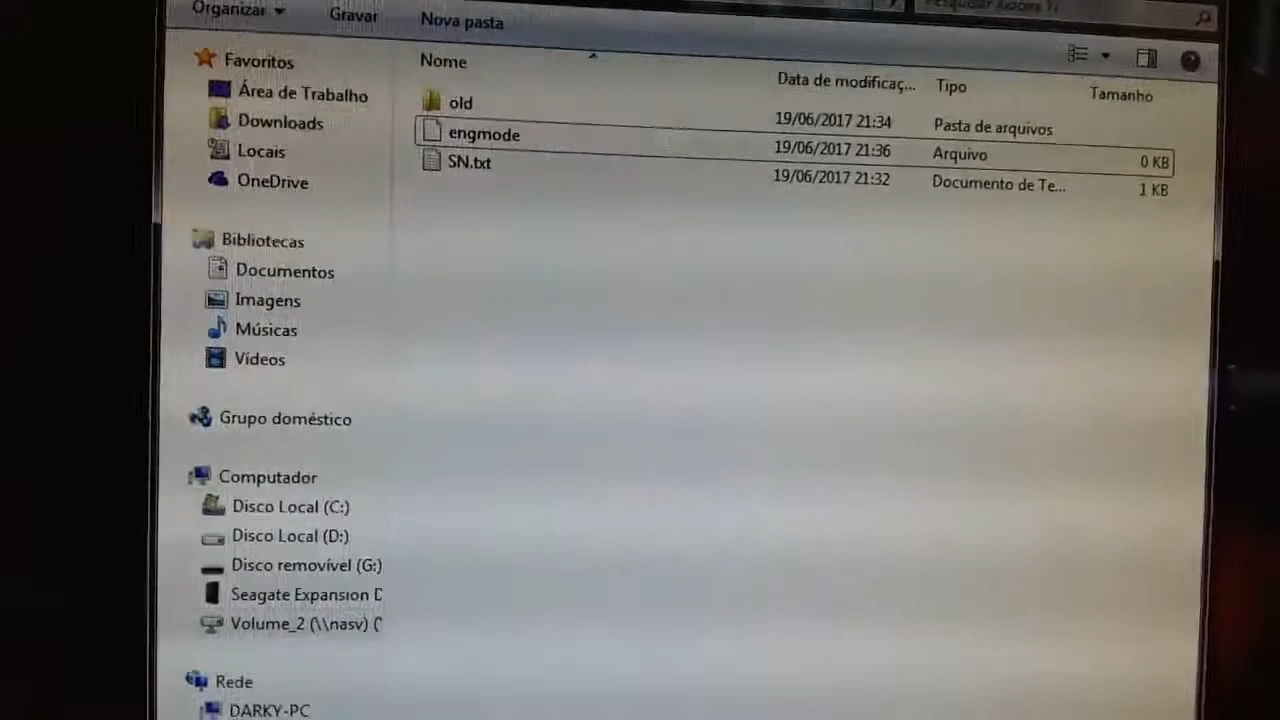 Organizar Gravar Nova pasta
Favoritos
Área de Trabalho
Downloads
Locais
OneDrive
Bibliotecas
Documentos
Imagens
Músicas
Vídeos
Grupo doméstico
Computador
Disco Local (C:)
Disco Local (D:)
Disco removível (G:)
Seagate Expansion D
Volume_2 (\\nasv) (
Rede
DARKY-PC
Nome Data de modificaç... Tipo Tamanho
old 19/06/2017 21:34 Pasta de arquivos
engmode 19/06/2017 21:36 Arquivo 0 KB
SN.txt 19/06/2017 21:32 Documento de Te... 1 KB